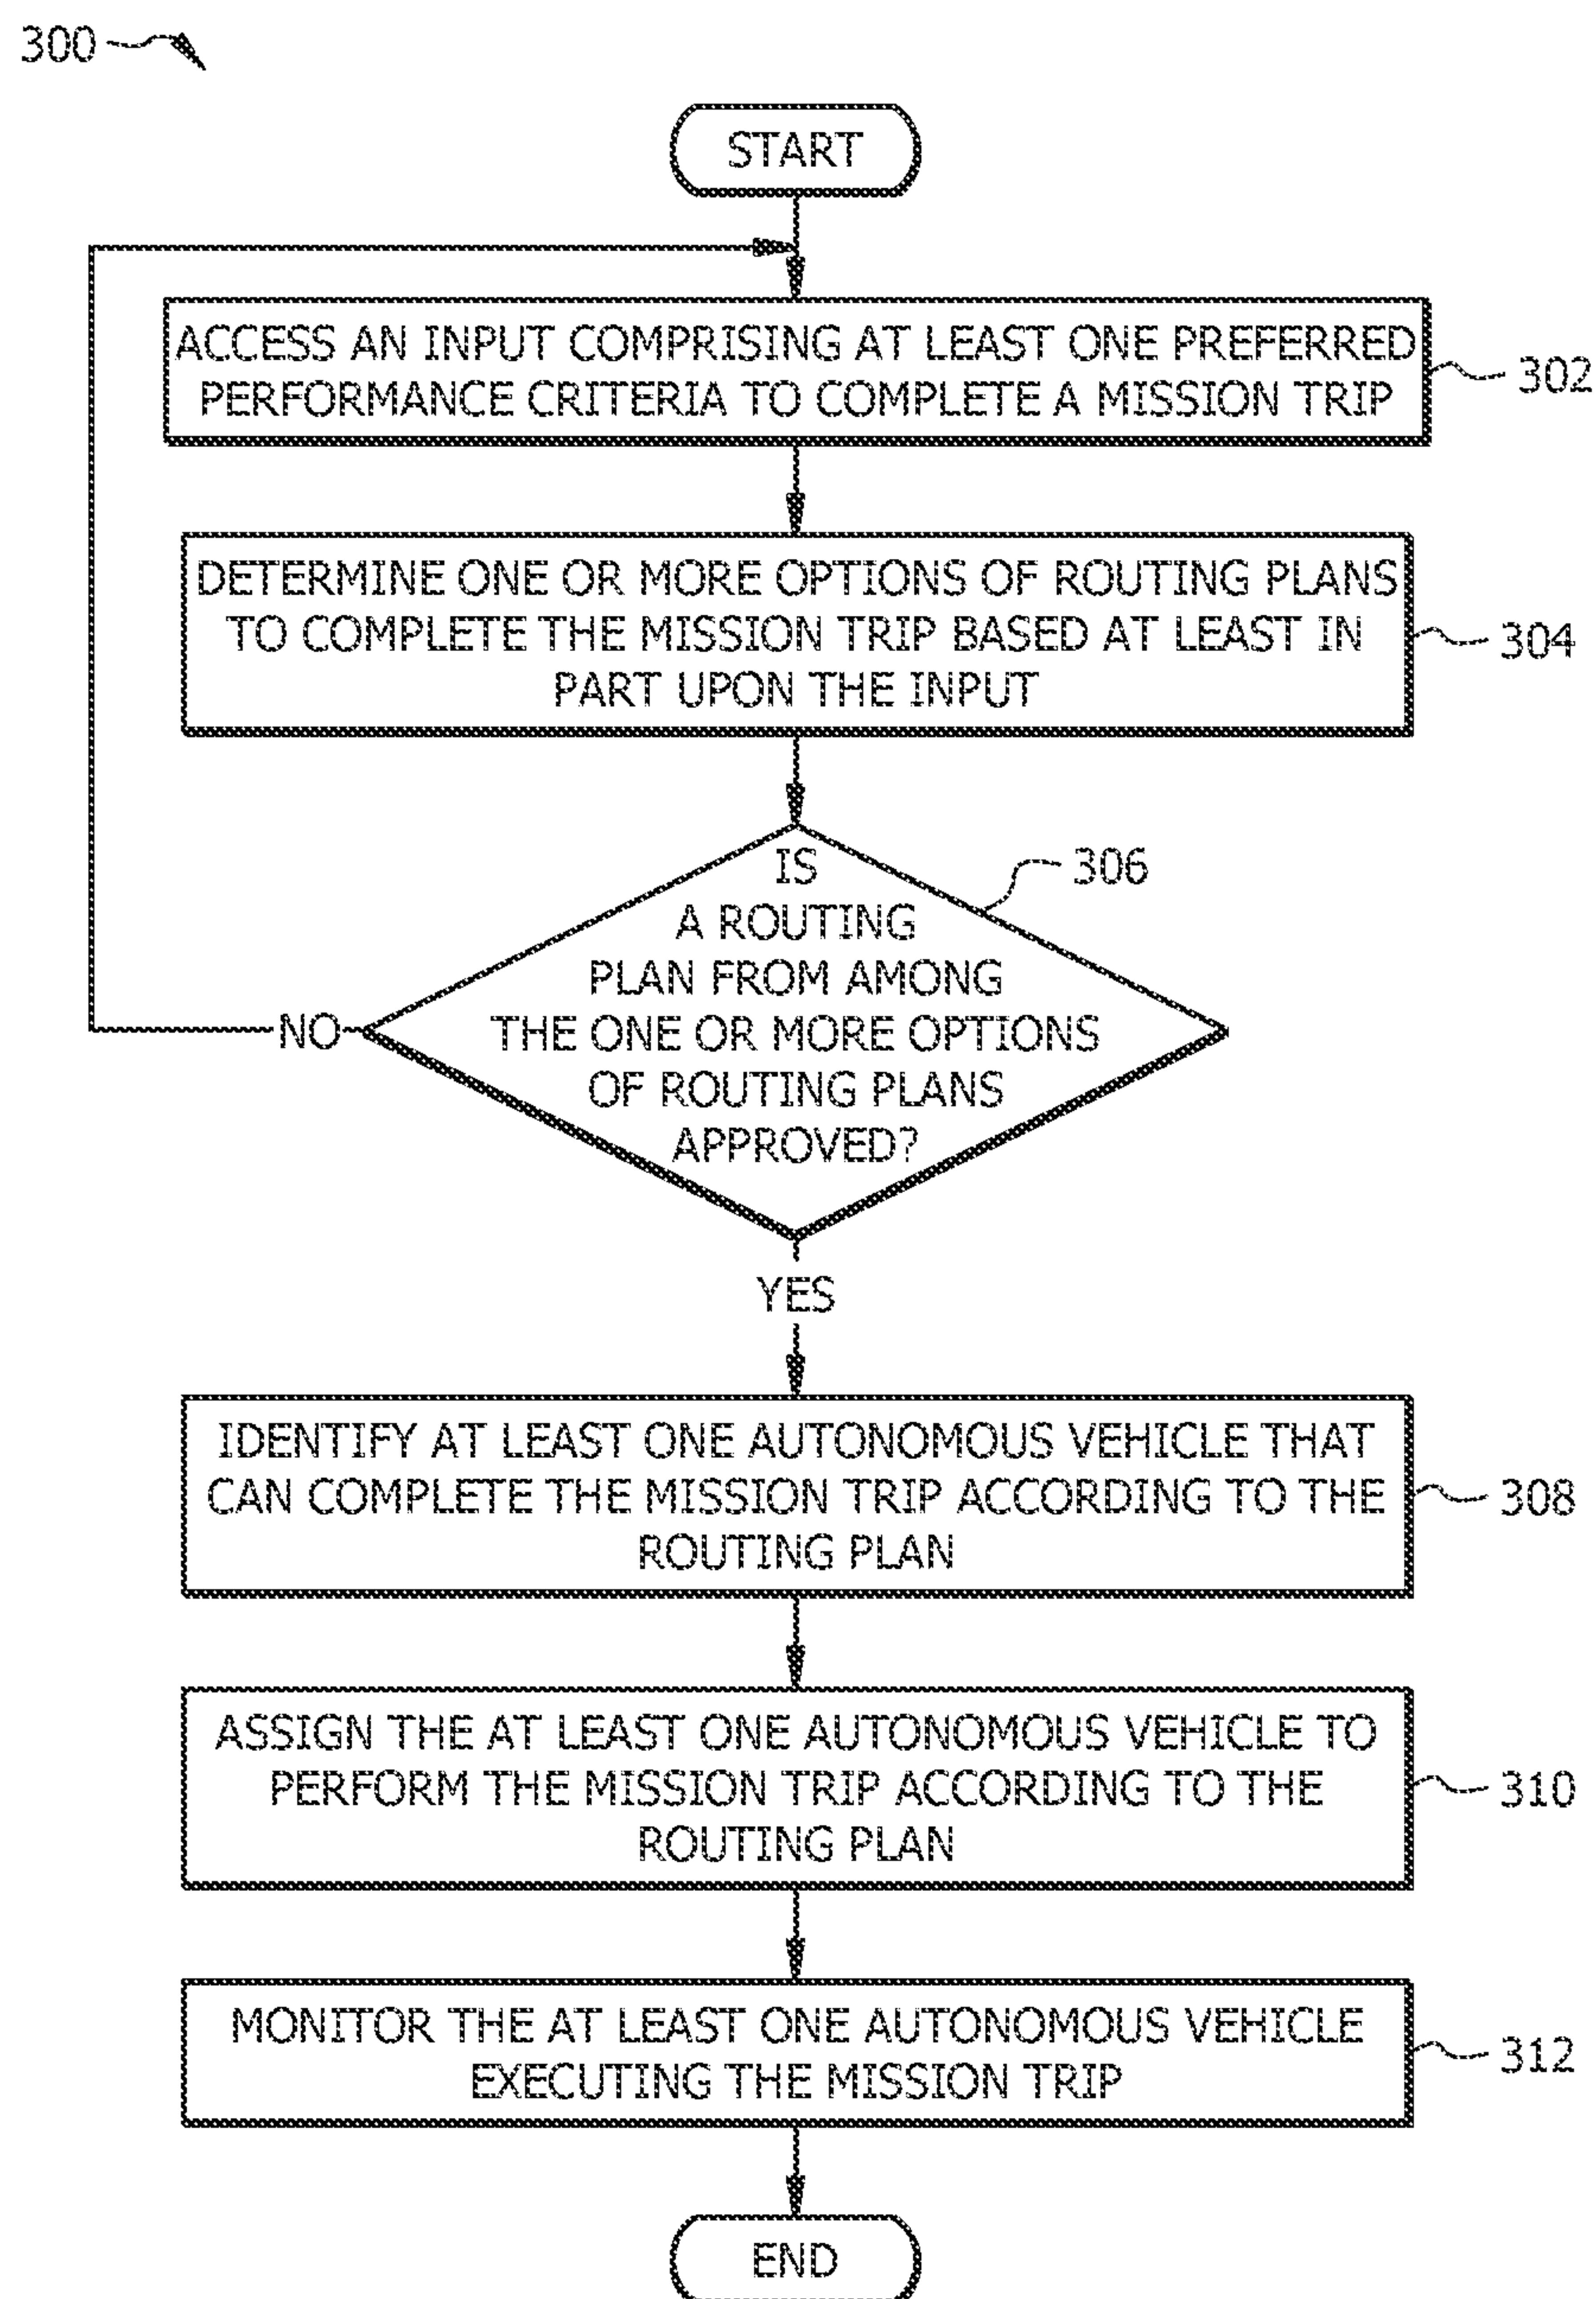 300
START
ACCESS AN INPUT COMPRISING AT LEAST ONE PREFERRED
PERFORMANCE CRITERIA TO COMPLETE A MISSION TRIP
302
DETERMINE ONE OR MORE OPTIONS OF ROUTING PLANS
TO COMPLETE THE MISSION TRIP BASED AT LEAST IN
PART UPON THE INPUT
304
IS
A ROUTING
PLAN FROM AMONG
THE ONE OR MORE OPTIONS
OF ROUTING PLANS
APPROVED?
306
NO
YES
IDENTIFY AT LEAST ONE AUTONOMOUS VEHICLE THAT
CAN COMPLETE THE MISSION TRIP ACCORDING TO THE
ROUTING PLAN
308
ASSIGN THE AT LEAST ONE AUTONOMOUS VEHICLE TO
PERFORM THE MISSION TRIP ACCORDING TO THE
ROUTING PLAN
310
MONITOR THE AT LEAST ONE AUTONOMOUS VEHICLE
EXECUTING THE MISSION TRIP
312
END